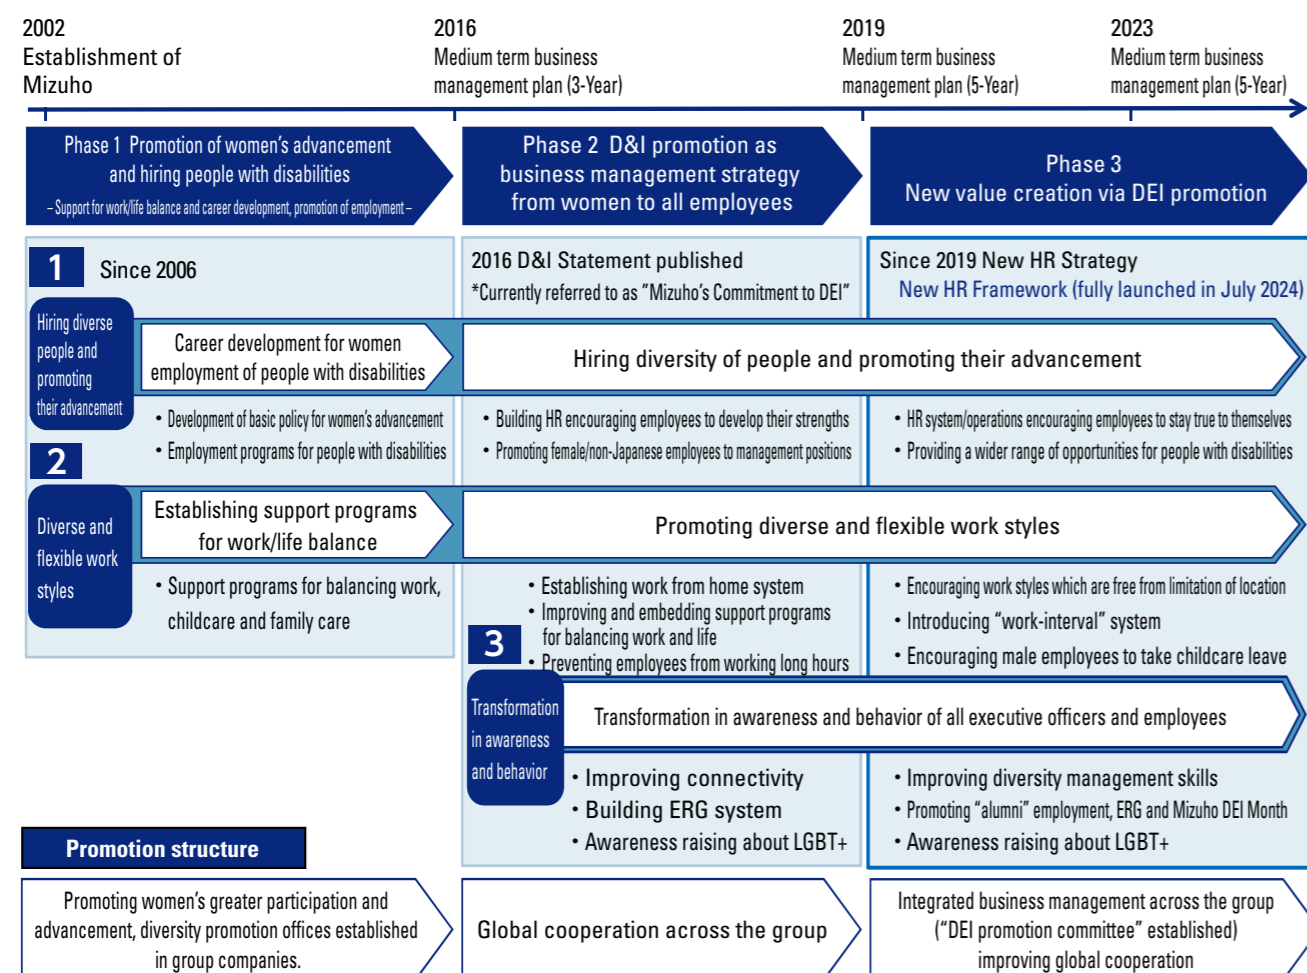 2002
Establishment of
Mizuho
2016
Medium term business
management plan (3-Year)
2019
Medium term business
management plan (5-Year)
2023
Medium term business
management plan (5-Year)
Phase 1 Promotion of women's advancement
and hiring people with disabilities
– Support for work/life balance and career development, promotion of employment –
Phase 2 D&I promotion as
business management strategy
from women to all employees
Phase 3
New value creation via DEI promotion
1
Since 2006
2016 D&I Statement published
*Currently referred to as "Mizuho's Commitment to DEI"
Since 2019 New HR Strategy
New HR Framework (fully launched in July 2024)
Hiring diverse
people and
promoting
their advancement
Career development for women
employment of people with disabilities
Hiring diversity of people and promoting their advancement
• Development of basic policy for women's advancement
• Employment programs for people with disabilities
• Building HR encouraging employees to develop their strengths
• Promoting female/non-Japanese employees to management positions
• HR system/operations encouraging employees to stay true to themselves
• Providing a wider range of opportunities for people with disabilities
2
Diverse and
flexible work
styles
Establishing support programs
for work/life balance
Promoting diverse and flexible work styles
• Support programs for balancing work,
childcare and family care
• Establishing work from home system
• Improving and embedding support programs
for balancing work and life
• Preventing employees from working long hours
• Encouraging work styles which are free from limitation of location
• Introducing "work-interval" system
• Encouraging male employees to take childcare leave
3
Transformation
in awareness
and behavior
Transformation in awareness and behavior of all executive officers and employees
• Improving connectivity
• Building ERG system
• Awareness raising about LGBT+
• Improving diversity management skills
• Promoting "alumni" employment, ERG and Mizuho DEI Month
• Awareness raising about LGBT+
Promotion structure
Promoting women's greater participation and
advancement, diversity promotion offices established
in group companies.
Global cooperation across the group
Integrated business management across the group
("DEI promotion committee" established)
improving global cooperation